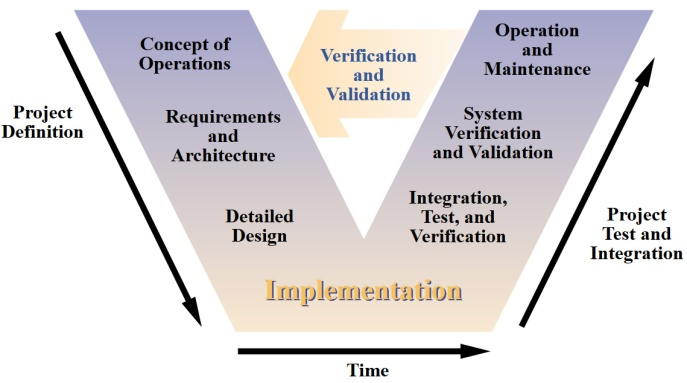 Project
Definition
Concept of
Operations
Requirements
and
Architecture
Detailed
Design
Implementation
Verification
and
Validation
Operation
and
Maintenance
System
Verification
and Validation
Integration,
Test, and
Verification
Project
Test and
Integration
Time